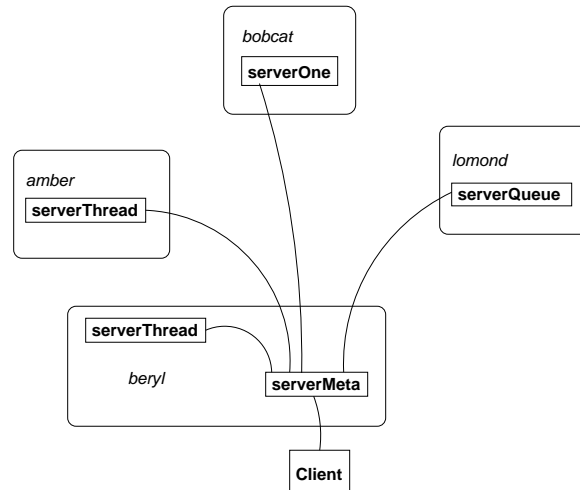 bobcat
serverOne
amber
serverThread
lomond
serverQueue
serverThread
beryl
serverMeta
Client